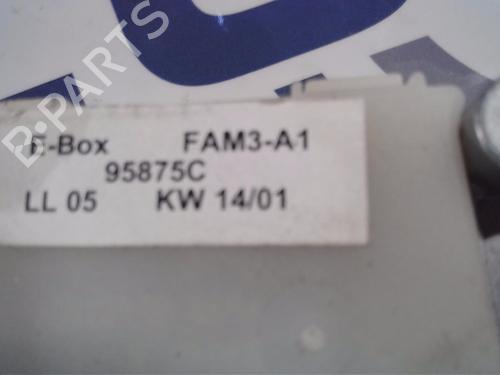 B-PARTS
E-Box FAM3-A1
95875C
LL 05 KW 14/01